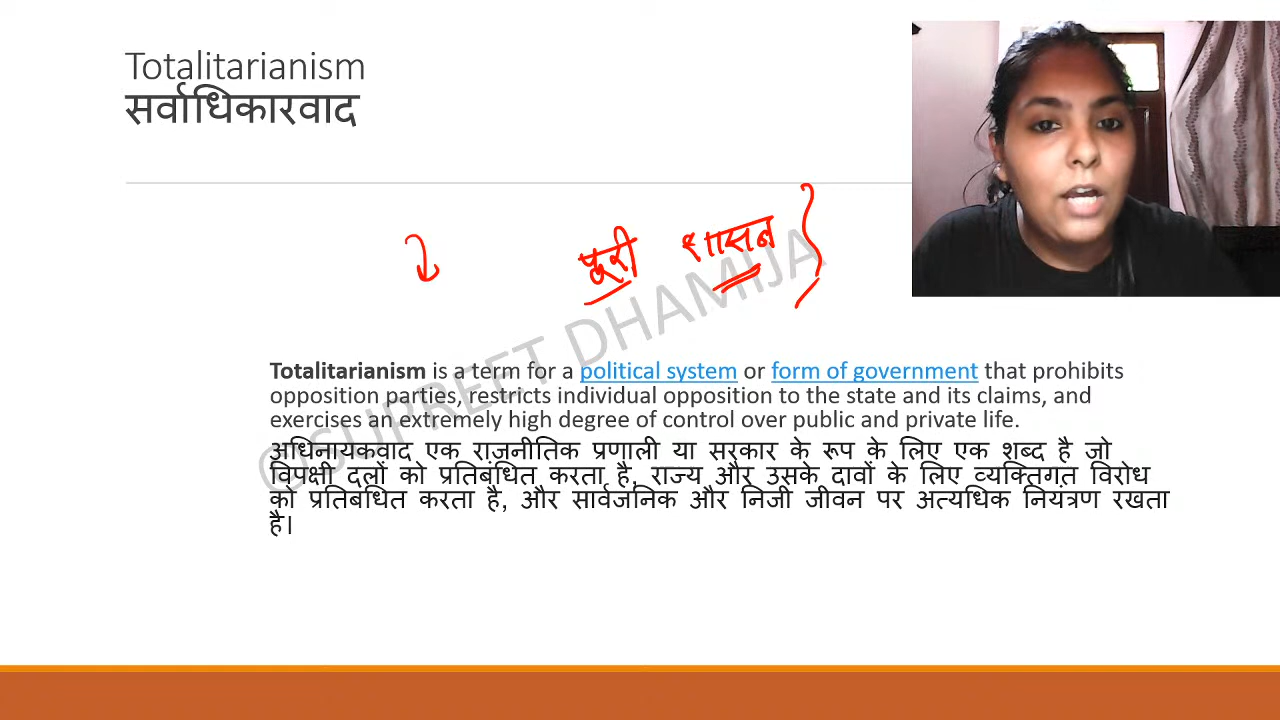 Totalitarianism
सर्वाधिकारवाद
पूरी शासन
©SUPREET DHAMIJA
Totalitarianism is a term for a political system or form of government that prohibits
opposition parties, restricts individual opposition to the state and its claims, and
exercises an extremely high degree of control over public and private life.
अधिनायकवाद एक राजनीतिक प्रणाली या सरकार के रूप के लिए एक शब्द है जो
विपक्षी दलों को प्रतिबंधित करता है, राज्य और उसके दावों के लिए व्यक्तिगत विरोध
को प्रतिबंधित करता है, और सार्वजनिक और निजी जीवन पर अत्यधिक नियंत्रण रखता
है।